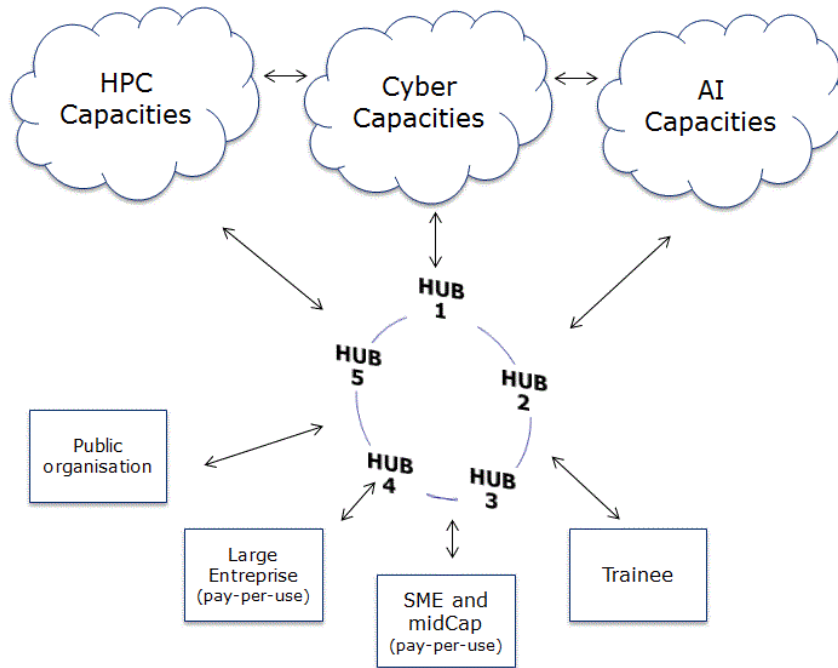 HPC
Capacities
Cyber
Capacities
AI
Capacities
HUB
1
HUB
5
HUB
2
HUB
4
HUB
3
Public
organisation
Large
Entreprise
(pay-per-use)
SME and
midCap
(pay-per-use)
Trainee